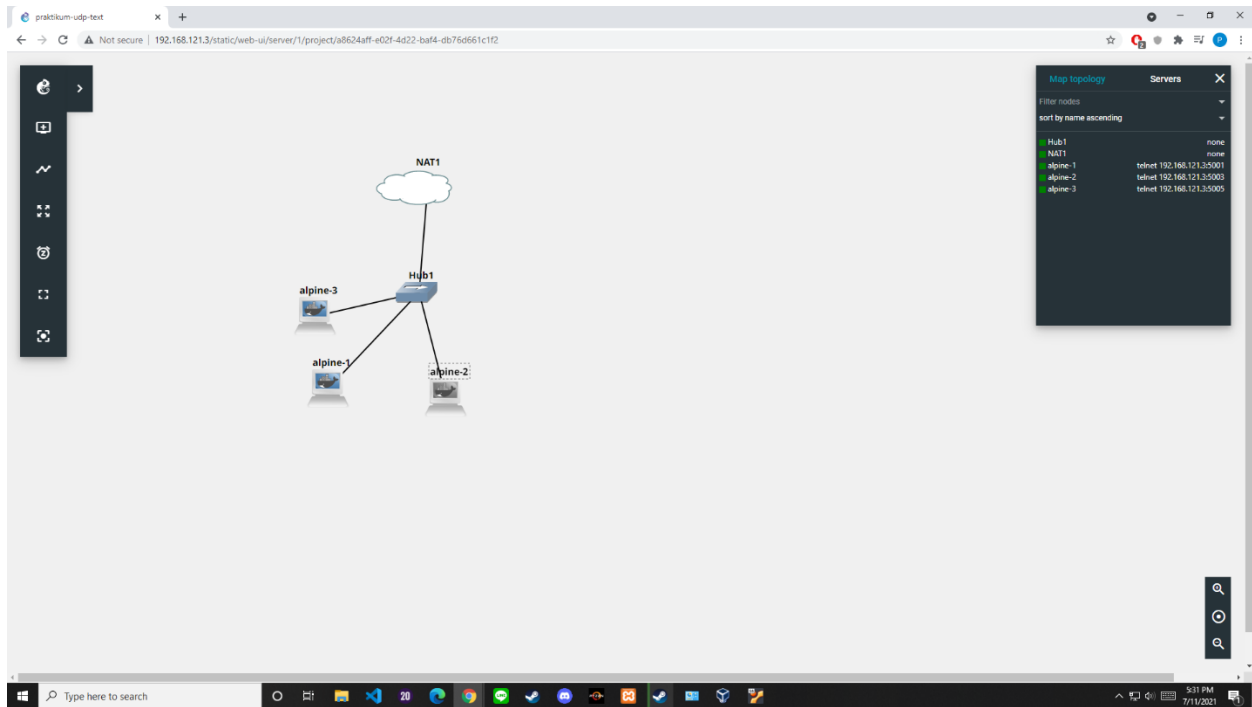 praktikum-udp-text
Not secure | 192.168.121.3/static/web-ui/server/1/project/a8624aff-e02f-4d22-baf4-db76d661c1f2
2
P
Map topology Servers
Filter nodes
sort by name ascending
Hub1 none
NAT1 none
alpine-1 telnet 192.168.121.3:5001
alpine-2 telnet 192.168.121.3:5003
alpine-3 telnet 192.168.121.3:5005
NAT1
Hub1
alpine-3
alpine-1
alpine-2
Type here to search
20
5:31 PM
7/11/2021
1